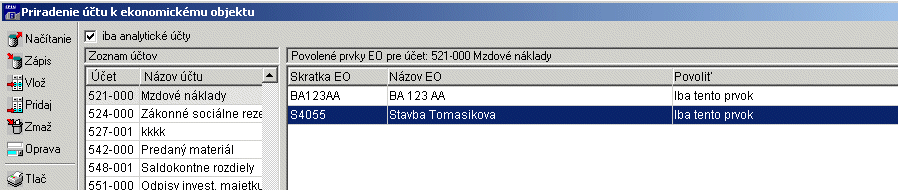 Priradenie účtu k ekonomickému objektu
Načítanie
Zápis
Vlož
Pridaj
Zmaž
Oprava
Tlač
iba analytické účty
Zoznam účtov
Účet Názov účtu
521-000 Mzdové náklady
524-000 Zákonné sociálne reze
527-001 kkkk
542-000 Predaný materiál
548-001 Saldokontne rozdiely
551-000 Odpisy invest. majetku
Povolené prvky EO pre účet: 521-000 Mzdové náklady
Skratka EO Názov EO Povoliť
BA123AA BA 123 AA Iba tento prvok
S4055 Stavba Tomasikova Iba tento prvok